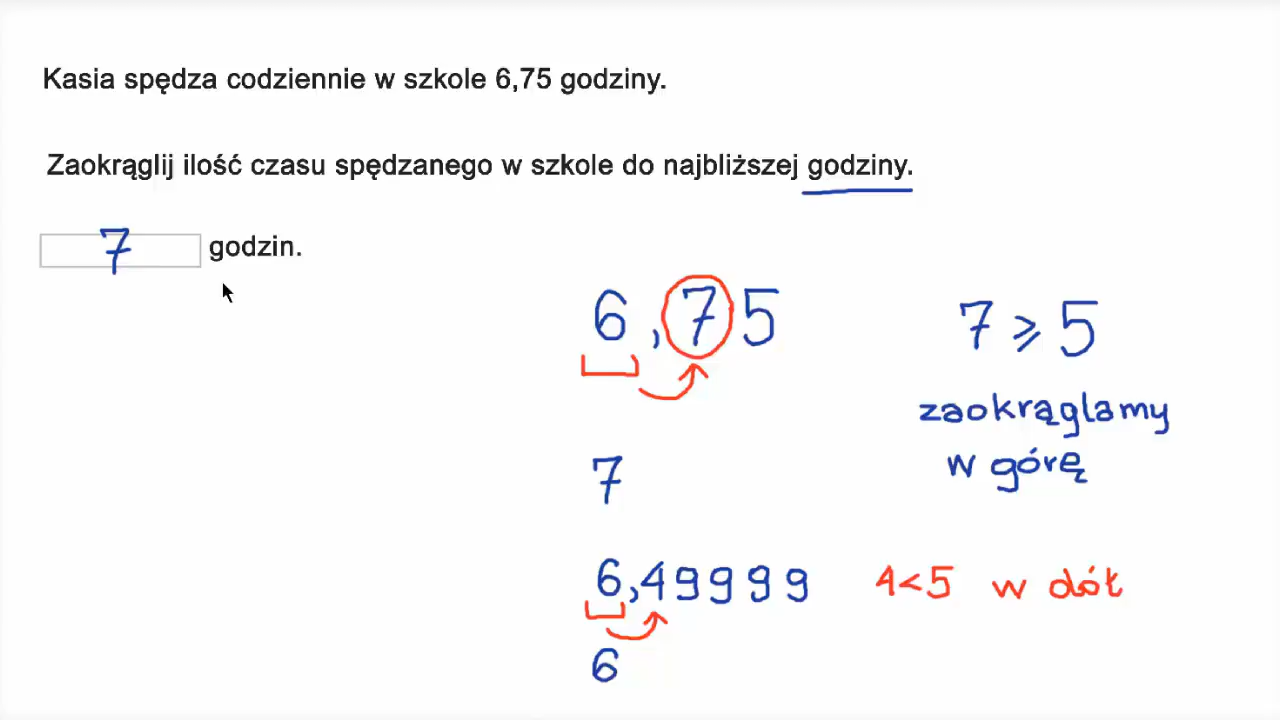 Kasia spędza codziennie w szkole 6,75 godziny.
Zaokrąglij ilość czasu spędzanego w szkole do najbliższej godziny.
7 godzin.
6,75
7 ⩾ 5
zaokrąglamy
w górę
7
6,49999
4<5 w dół
6